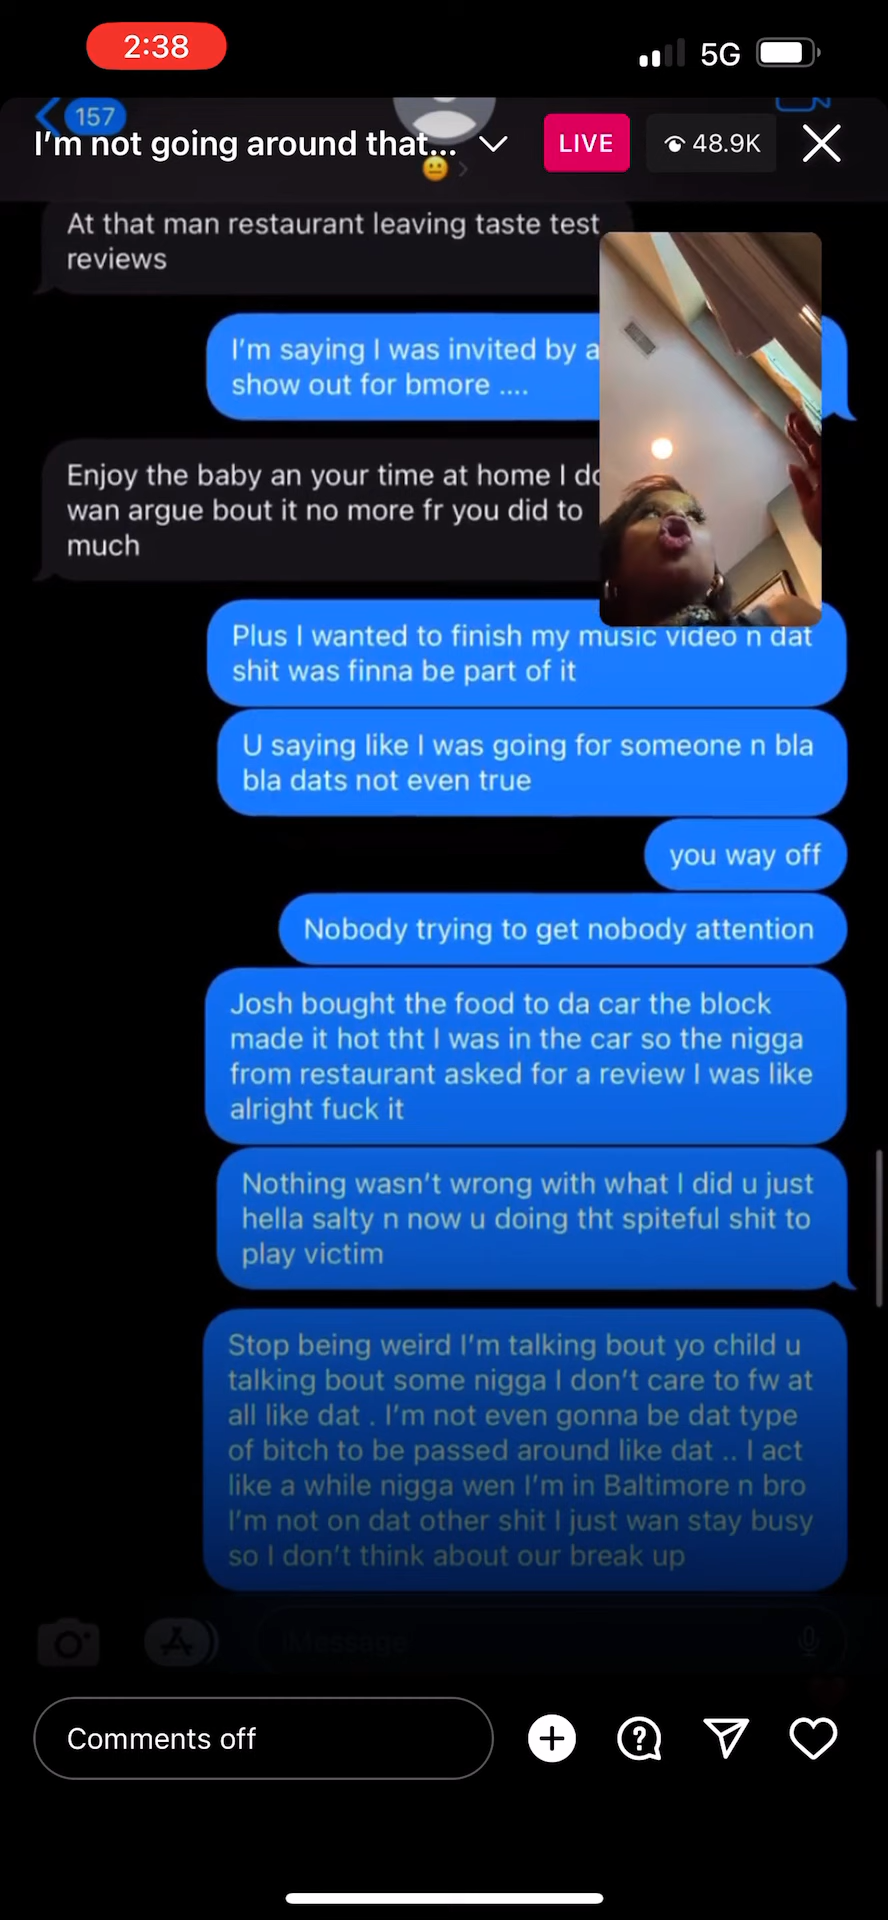 2:38
5G
157
I'm not going around that...
LIVE
48.9K
At that man restaurant leaving taste test
reviews
I'm saying I was invited by a
show out for bmore ....
Enjoy the baby an your time at home I do
wan argue bout it no more fr you did to
much
Plus I wanted to finish my music video n dat
shit was finna be part of it
U saying like I was going for someone n bla
bla dats not even true
you way off
Nobody trying to get nobody attention
Josh bought the food to da car the block
made it hot tht I was in the car so the nigga
from restaurant asked for a review I was like
alright fuck it
Nothing wasn't wrong with what I did u just
hella salty n now u doing tht spiteful shit to
play victim
Stop being weird I'm talking bout yo child u
talking bout some nigga I don't care to fw at
all like dat . I'm not even gonna be dat type
of bitch to be passed around like dat .. I act
like a while nigga wen I'm in Baltimore n bro
I'm not on dat other shit I just wan stay busy
so I don't think about our break up
iMessage
Comments off